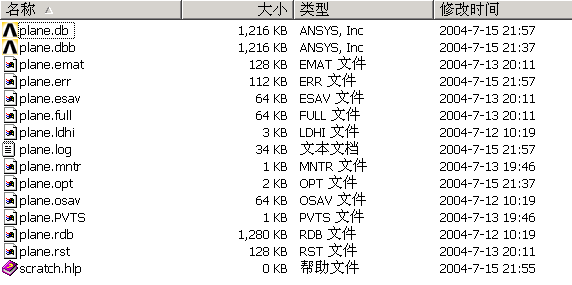 名称 大小 类型 修改时间
plane.db 1,216 KB ANSYS, Inc 2004-7-15 21:57
plane.dbb 1,216 KB ANSYS, Inc 2004-7-15 21:37
plane.emat 128 KB EMAT 文件 2004-7-13 20:11
plane.err 112 KB ERR 文件 2004-7-15 21:57
plane.esav 64 KB ESAV 文件 2004-7-13 20:11
plane.full 64 KB FULL 文件 2004-7-13 20:11
plane.ldhi 3 KB LDHI 文件 2004-7-12 10:19
plane.log 34 KB 文本文档 2004-7-15 21:57
plane.mntr 1 KB MNTR 文件 2004-7-13 19:46
plane.opt 2 KB OPT 文件 2004-7-15 21:37
plane.osav 64 KB OSAV 文件 2004-7-12 10:19
plane.PVTS 1 KB PVTS 文件 2004-7-13 19:46
plane.rdb 1,280 KB RDB 文件 2004-7-12 10:19
plane.rst 128 KB RST 文件 2004-7-13 20:11
scratch.hlp 0 KB 帮助文件 2004-7-15 21:55